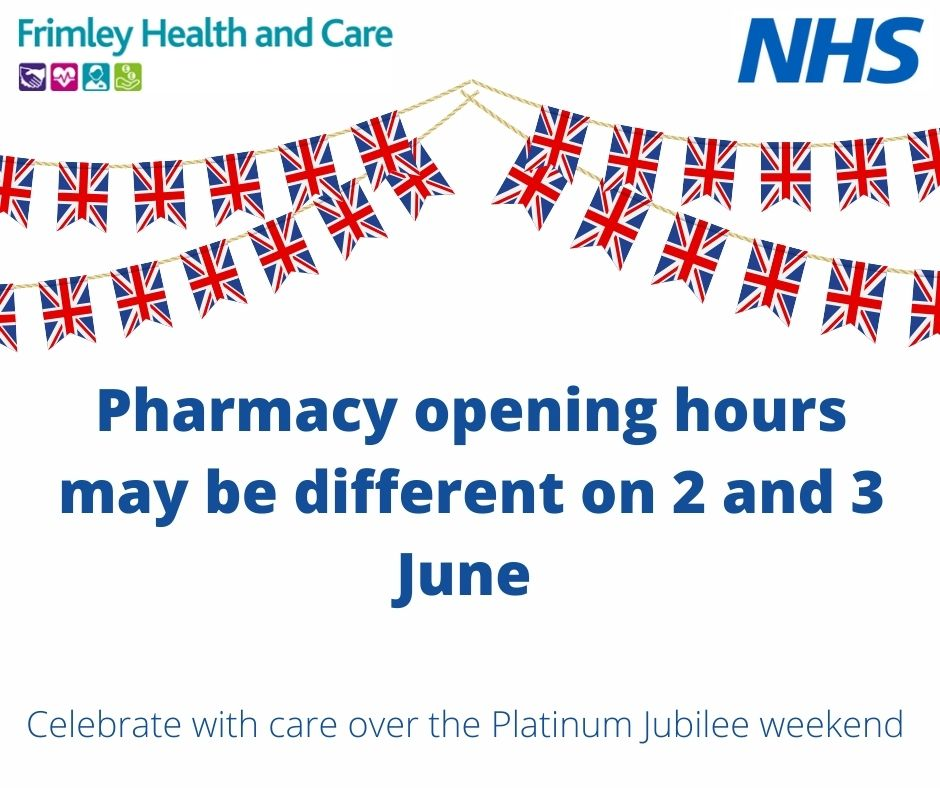 Frimley Health and Care
NHS
Pharmacy opening hours
may be different on 2 and 3
June
Celebrate with care over the Platinum Jubilee weekend